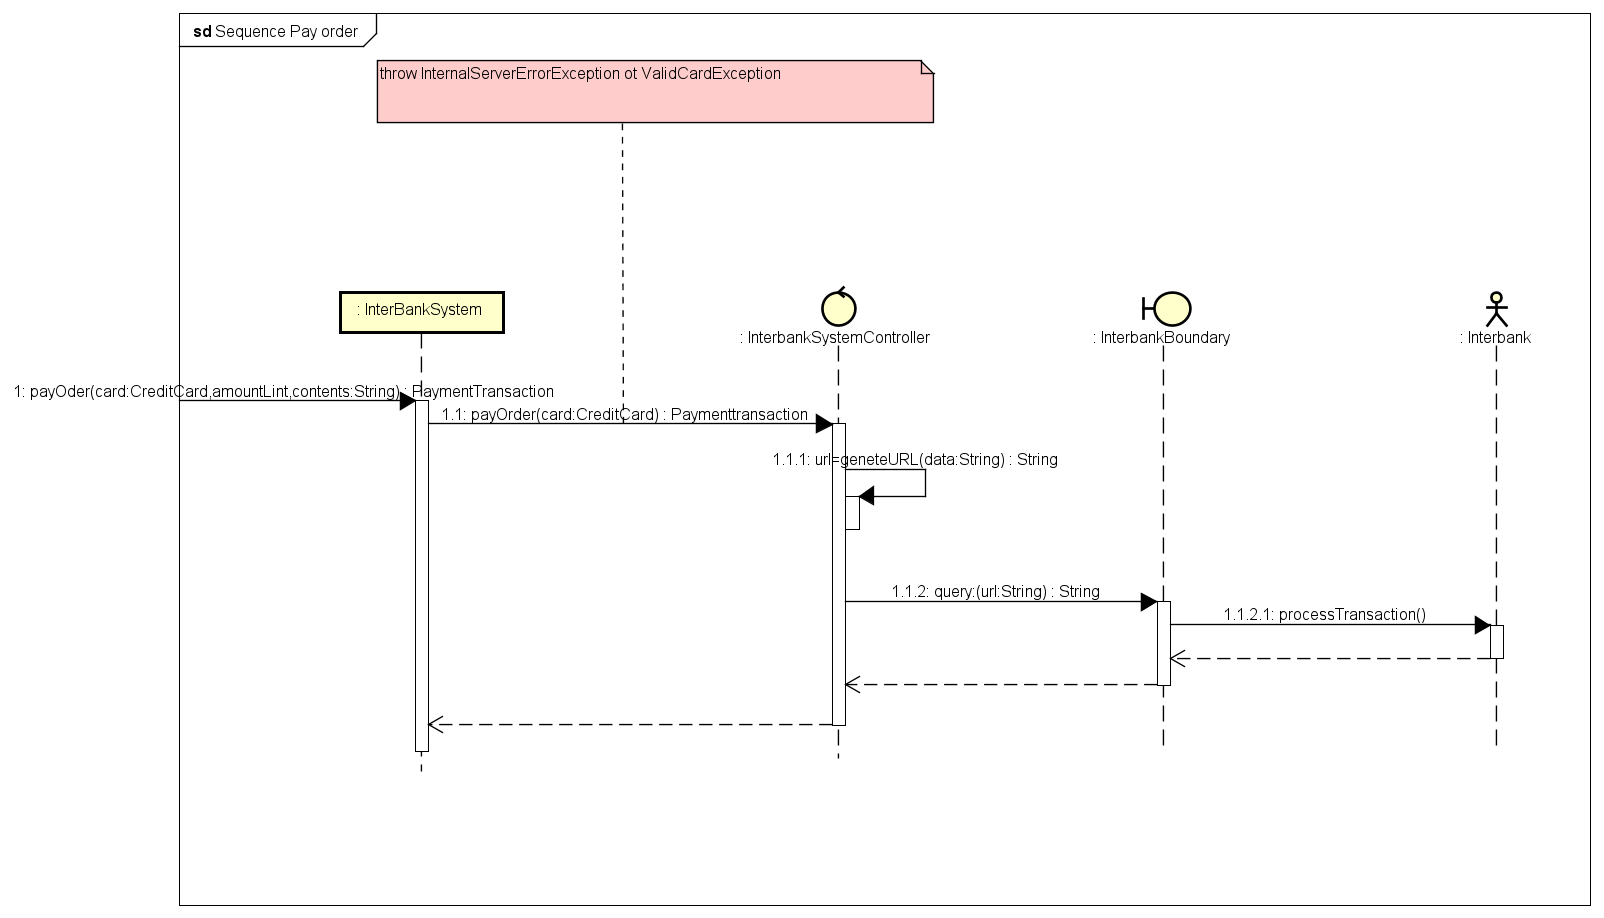 sd Sequence Pay order
throw InternalServerErrorException ot ValidCardException
: InterBankSystem
: InterbankSystemController
: InterbankBoundary
: Interbank
1: payOder(card:CreditCard,amountLint,contents:String) : PaymentTransaction
1.1: payOrder(card:CreditCard) : Paymenttransaction
1.1.1: url=geneteURL(data:String) : String
1.1.2: query:(url:String) : String
1.1.2.1: processTransaction()